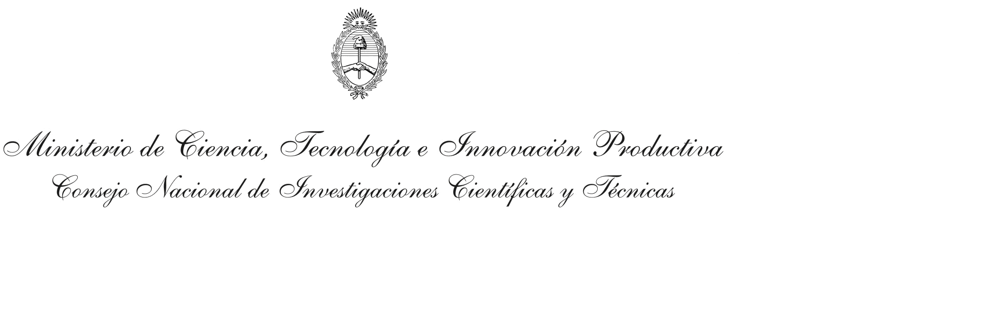 Ministerio de Ciencia, Tecnología e Innovación Productiva
Consejo Nacional de Investigaciones Científicas y Técnicas